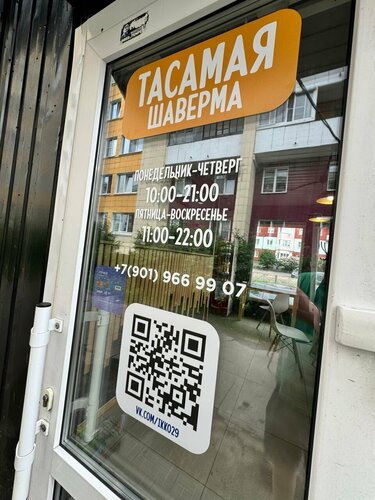 ТАСАМАЯ
ШАВЕРМА
ПОНЕДЕЛЬНИК-ЧЕТВЕРГ
10:00-21:00
ПЯТНИЦА-ВОСКРЕСЕНЬЕ
11:00-22:00
+7(901) 966 99 07
VK.COM/IKKO29